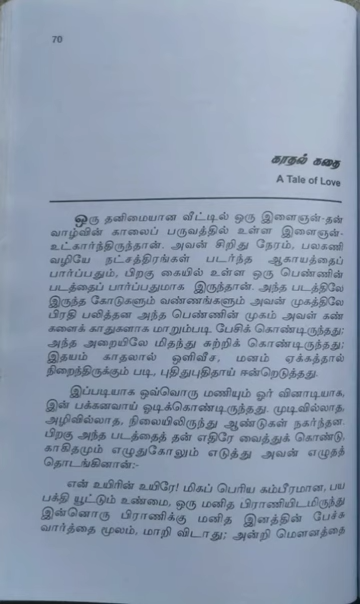 70
காதல் கதை
A Tale of Love
ஒரு தனிமையான வீட்டில் ஒரு இளைஞன்-தன்
வாழ்வின் காலைப் பருவத்தில் உள்ள இளைஞன்-
உட்கார்ந்திருந்தான். அவன் சிறிது நேரம், பலகணி
வழியே நட்சத்திரங்கள் படர்ந்த ஆகாயத்தைப்
பார்ப்பதும், பிறகு கையில் உள்ள ஒரு பெண்ணின்
படத்தைப் பார்ப்பதுமாக இருந்தான். அந்த படத்திலே
இருந்த கோடுகளும் வண்ணங்களும் அவன் முகத்திலே
பிரதி பலித்தன அந்த பெண்ணின் முகம் அவன் கண்
களைக் காதுகளாக மாறும்படி பேசிக் கொண்டிருந்தது;
அந்த அறையிலே மிதந்து சுற்றிக் கொண்டிருந்தது;
இதயம் காதலால் ஒளிவீச, மனம் ஏக்கத்தால்
நிறைந்திருக்கும் படி, புதிதுபுதிதாய் ஈன்றெடுத்தது.
இப்படியாக ஒவ்வொரு மணியும் ஓர் வினாடியாக,
இன் பக்கனவாய் ஓடிக்கொண்டிருந்தது. முடிவில்லாத,
அழிவில்லாத, நிலையிலிருந்து ஆண்டுகள் நகர்ந்தன.
பிறகு அந்த படத்தைத் தன் எதிரே வைத்துக் கொண்டு,
காகிதமும் எழுதுகோலும் எடுத்து அவன் எழுதத்
தொடங்கினான்:-
என் உயிரின் உயிரே! மிகப் பெரிய கம்பீரமான, பய
பக்தி யூட்டும் உண்மை, ஒரு மனித பிராணியிடமிருந்து
இன்னொரு பிராணிக்கு மனித இனத்தின் பேச்சு
வார்த்தை மூலம், மாறி விடாது; அன்றி மௌனத்தை